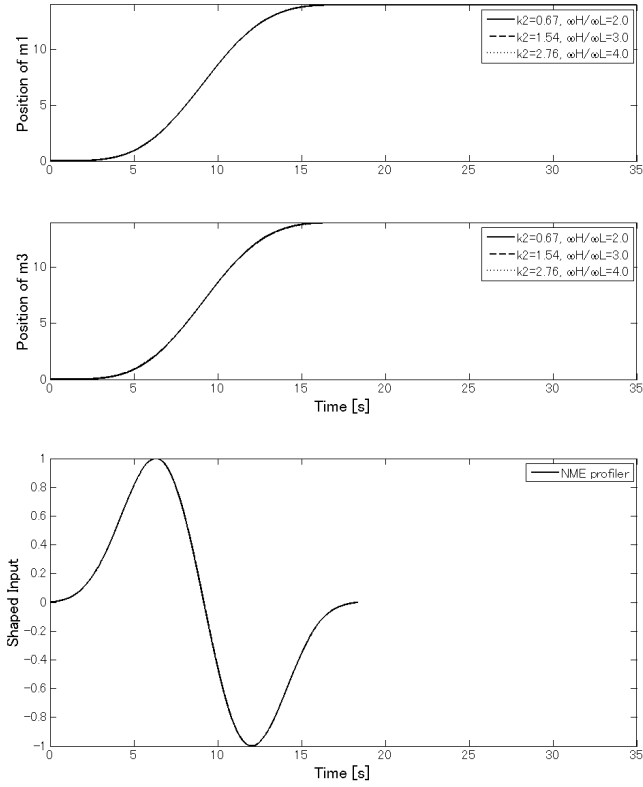 Position of m1
10
5
0
0 5 10 15 20 25 30 35
k2=0.67, ωH/ωL=2.0
k2=1.54, ωH/ωL=3.0
k2=2.76, ωH/ωL=4.0
Position of m3
10
5
0
0 5 10 15 20 25 30 35
k2=0.67, ωH/ωL=2.0
k2=1.54, ωH/ωL=3.0
k2=2.76, ωH/ωL=4.0
Time [s]
Shaped Input
1
0.8
0.6
0.4
0.2
0
-0.2
-0.4
-0.6
-0.8
-1
0 5 10 15 20 25 30 35
NME profiler
Time [s]